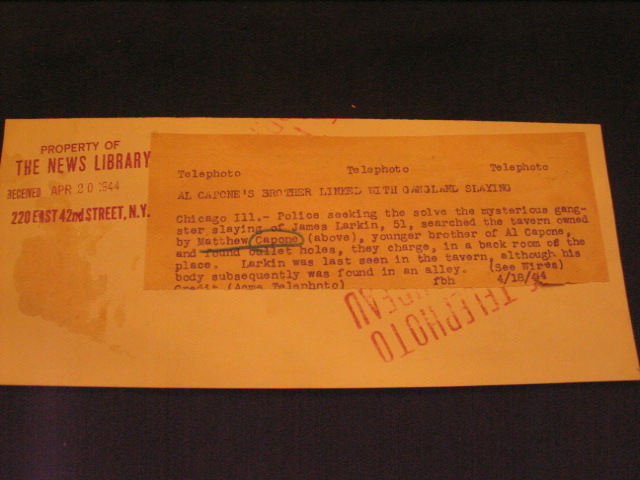 PROPERTY OF
THE NEWS LIBRARY
RECEIVED APR 20 1944
220 EAST 42nd STREET, N.Y.
Telephoto Telephoto Telephoto
AL CAPONE'S BROTHER LINKED WITH GANGLAND SLAYING
Chicago Ill.- Police seeking the solve the mysterious gang-
ster slaying of James Larkin, 51, searched the tavern owned
by Matthew Capone (above), younger brother of Al Capone,
and found bullet holes, they charge, in a back room of the
place. Larkin was last seen in the tavern, although his
body subsequently was found in an alley. (See Wires)
Credit (Acme Telephoto) fbh 4/18/44
TELEPHOTO
BUREAU